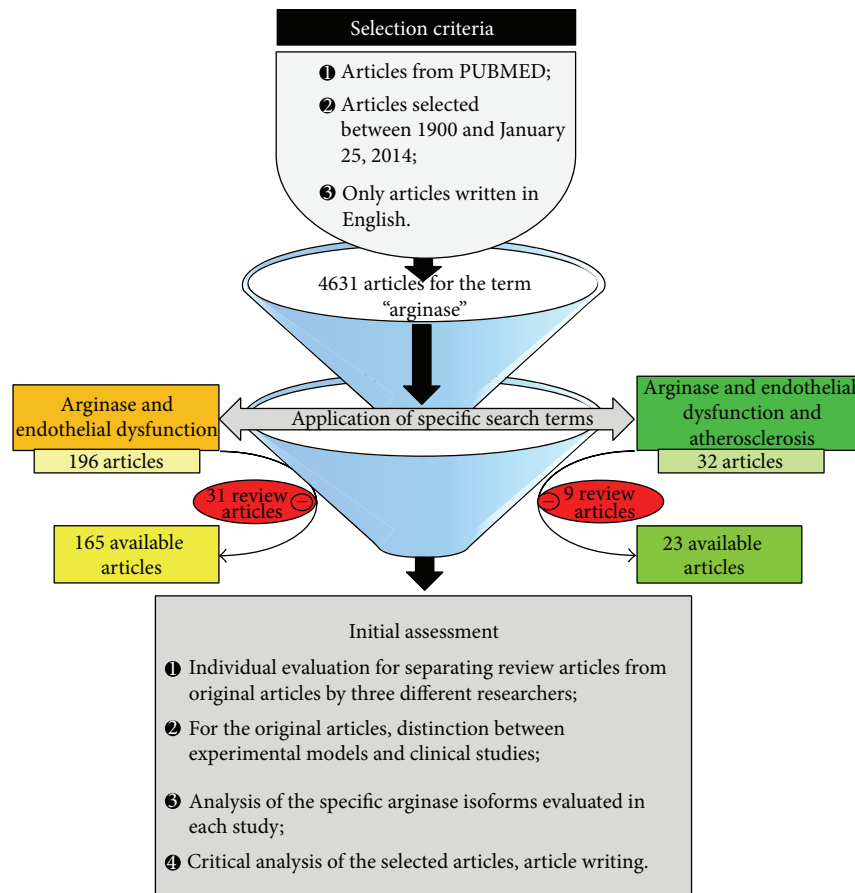 Selection criteria
❶ Articles from PUBMED;
❷ Articles selected
between 1900 and January
25, 2014;
❸ Only articles written in
English.
4631 articles for the term
“arginase”
Application of specific search terms
Arginase and
endothelial dysfunction
196 articles
31 review
articles
−
165 available
articles
Arginase and endothelial
dysfunction and
atherosclerosis
32 articles
−
9 review
articles
23 available
articles
Initial assessment
❶ Individual evaluation for separating review articles from
original articles by three different researchers;
❷ For the original articles, distinction between
experimental models and clinical studies;
❸ Analysis of the specific arginase isoforms evaluated in
each study;
❹ Critical analysis of the selected articles, article writing.